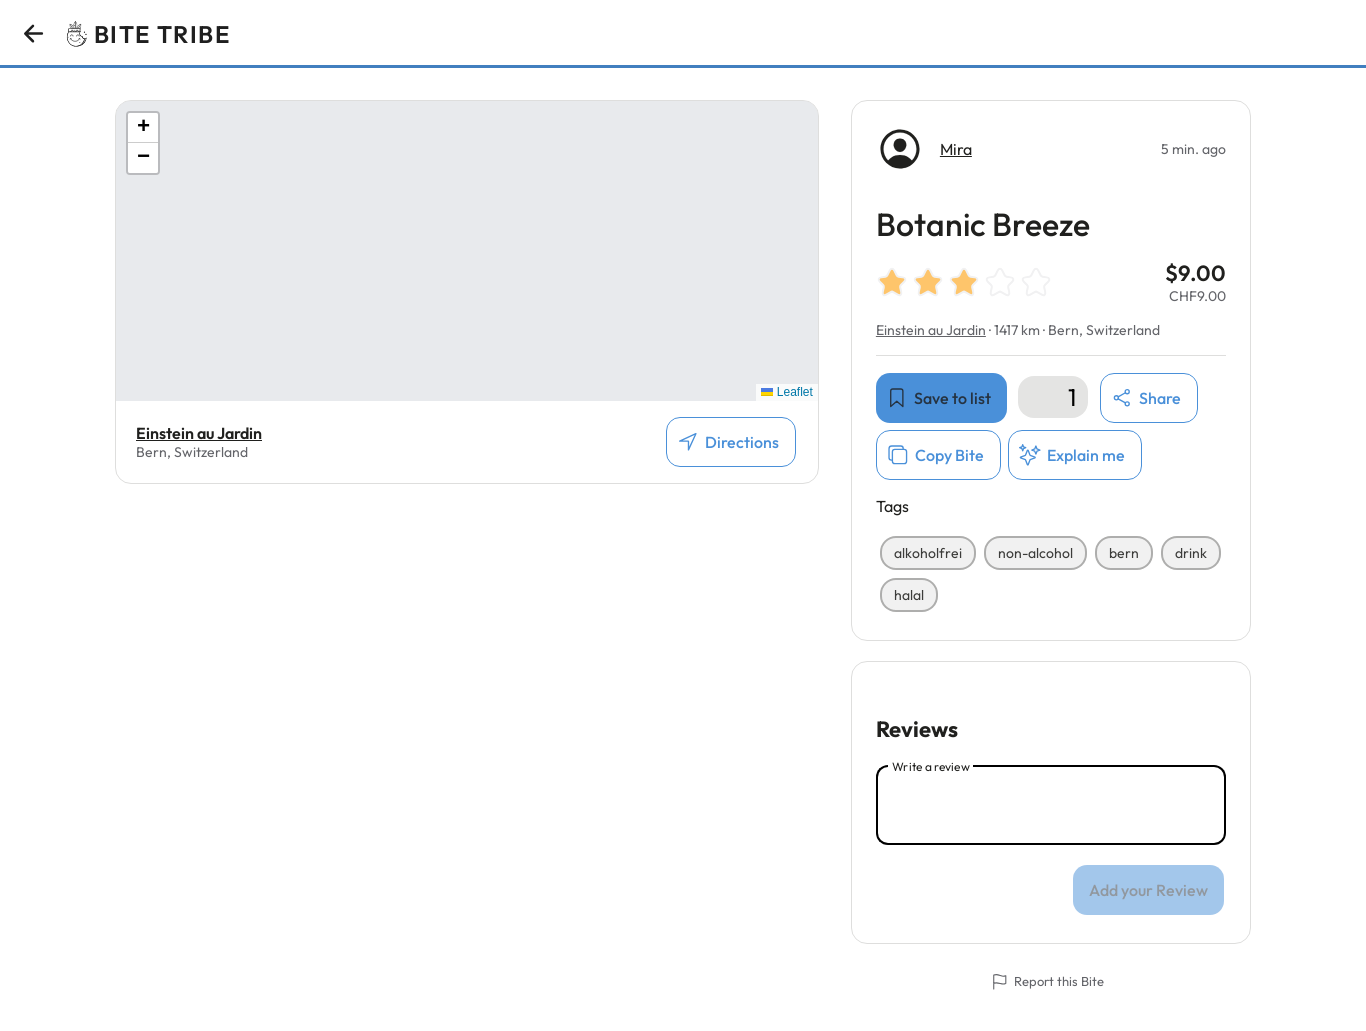 BITE TRIBE
+
−
Leaflet
Einstein au Jardin
Bern, Switzerland
Directions
Mira
5 min. ago
Botanic Breeze
$9.00
CHF9.00
Einstein au Jardin · 1417 km · Bern, Switzerland
Save to list
1
Share
Copy Bite
Explain me
Tags
alkoholfrei
non-alcohol
bern
drink
halal
Reviews
Write a review
Add your Review
Report this Bite